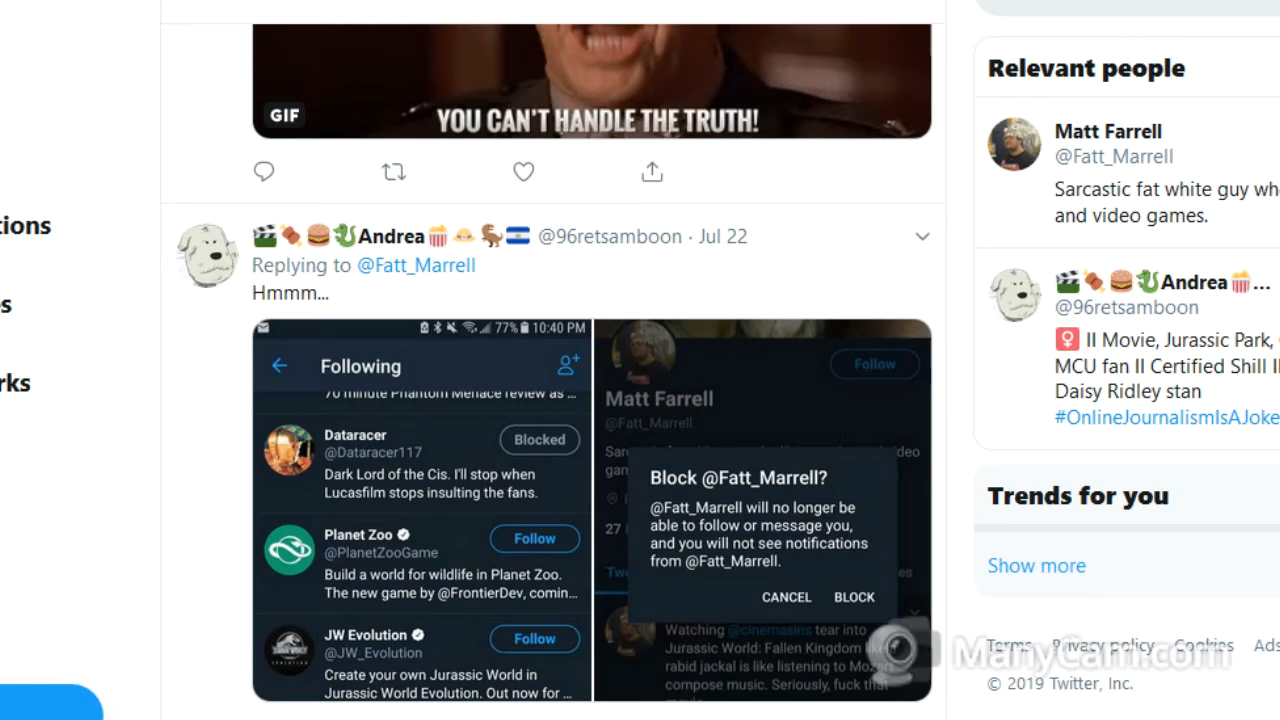 GIF
YOU CAN'T HANDLE THE TRUTH!
Andrea @96retsamboon · Jul 22
Replying to @Fatt_Marrell
Hmmm...
77% 10:40 PM
Following
70 minute Phantom Menace review as ...
Dataracer
@Dataracer117
Blocked
Dark Lord of the Cis. I'll stop when
Lucasfilm stops insulting the fans.
Planet Zoo
@PlanetZooGame
Follow
Build a world for wildlife in Planet Zoo.
The new game by @FrontierDev, comin...
JW Evolution
@JW_Evolution
Follow
Create your own Jurassic World in
Jurassic World Evolution. Out now for ...
Follow
Matt Farrell
@Fatt_Marrell
Block @Fatt_Marrell?
@Fatt_Marrell will no longer be
able to follow or message you,
and you will not see notifications
from @Fatt_Marrell.
CANCEL BLOCK
27
Watching @cinemasins tear into
Jurassic World: Fallen Kingdom like
rabid jackal is like listening to Mozart
compose music. Seriously, fuck that
tions
s
rks
Relevant people
Matt Farrell
@Fatt_Marrell
Sarcastic fat white guy wh
and video games.
Andrea...
@96retsamboon
II Movie, Jurassic Park,
MCU fan II Certified Shill II
Daisy Ridley stan
#OnlineJournalismIsAJoke
Trends for you
Show more
Terms Privacy policy Cookies Ads
© 2019 Twitter, Inc.
ManyCam.com